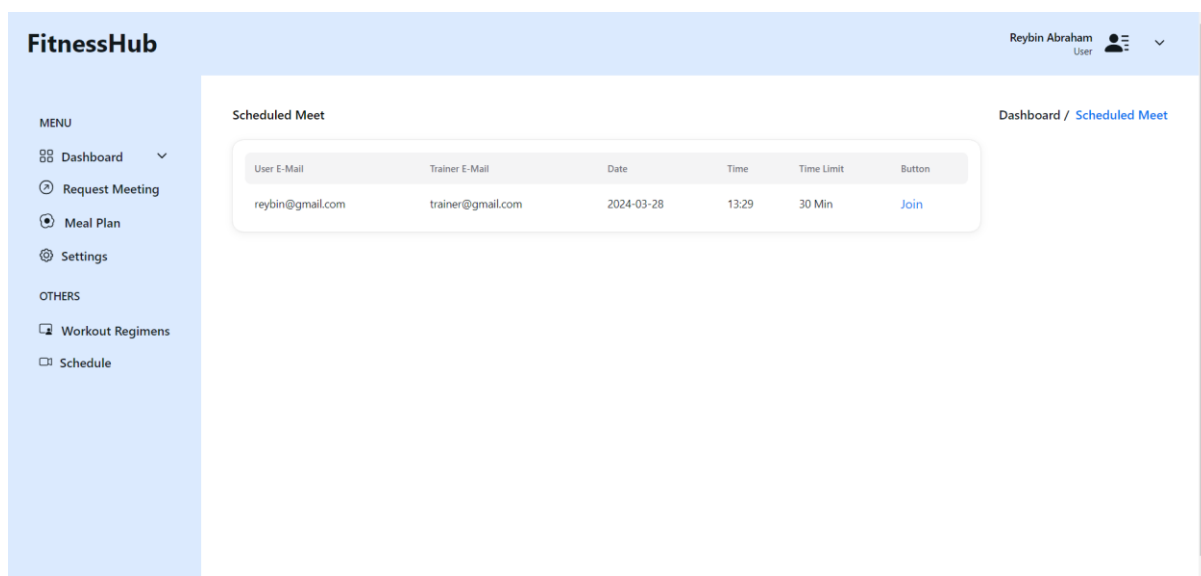 FitnessHub
Reybin Abraham
User
MENU
Dashboard
Request Meeting
Meal Plan
Settings
OTHERS
Workout Regimens
Schedule
Scheduled Meet
Dashboard / Scheduled Meet
User E-Mail Trainer E-Mail Date Time Time Limit Button
reybin@gmail.com trainer@gmail.com 2024-03-28 13:29 30 Min Join